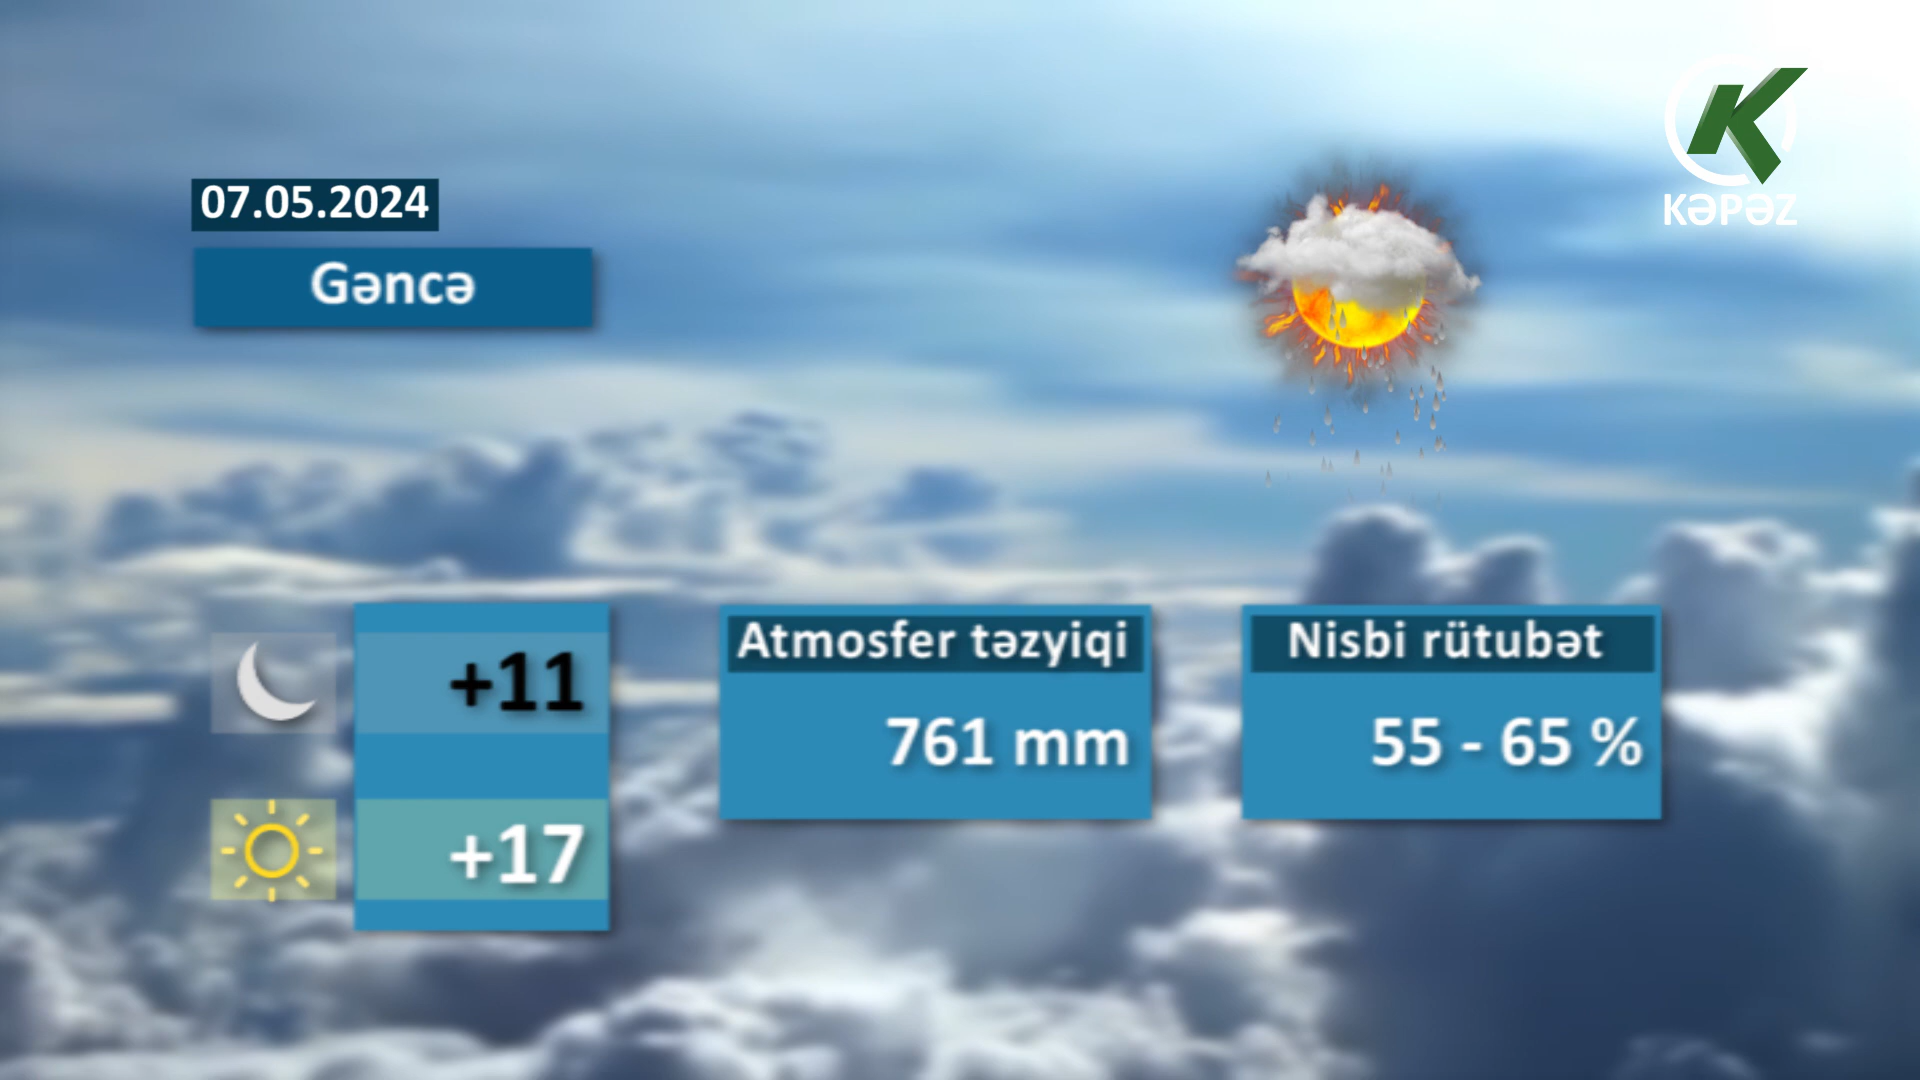 KƏPƏZ
07.05.2024
Gəncə
+11
+17
Atmosfer təzyiqi
761 mm
Nisbi rütubət
55 - 65 %